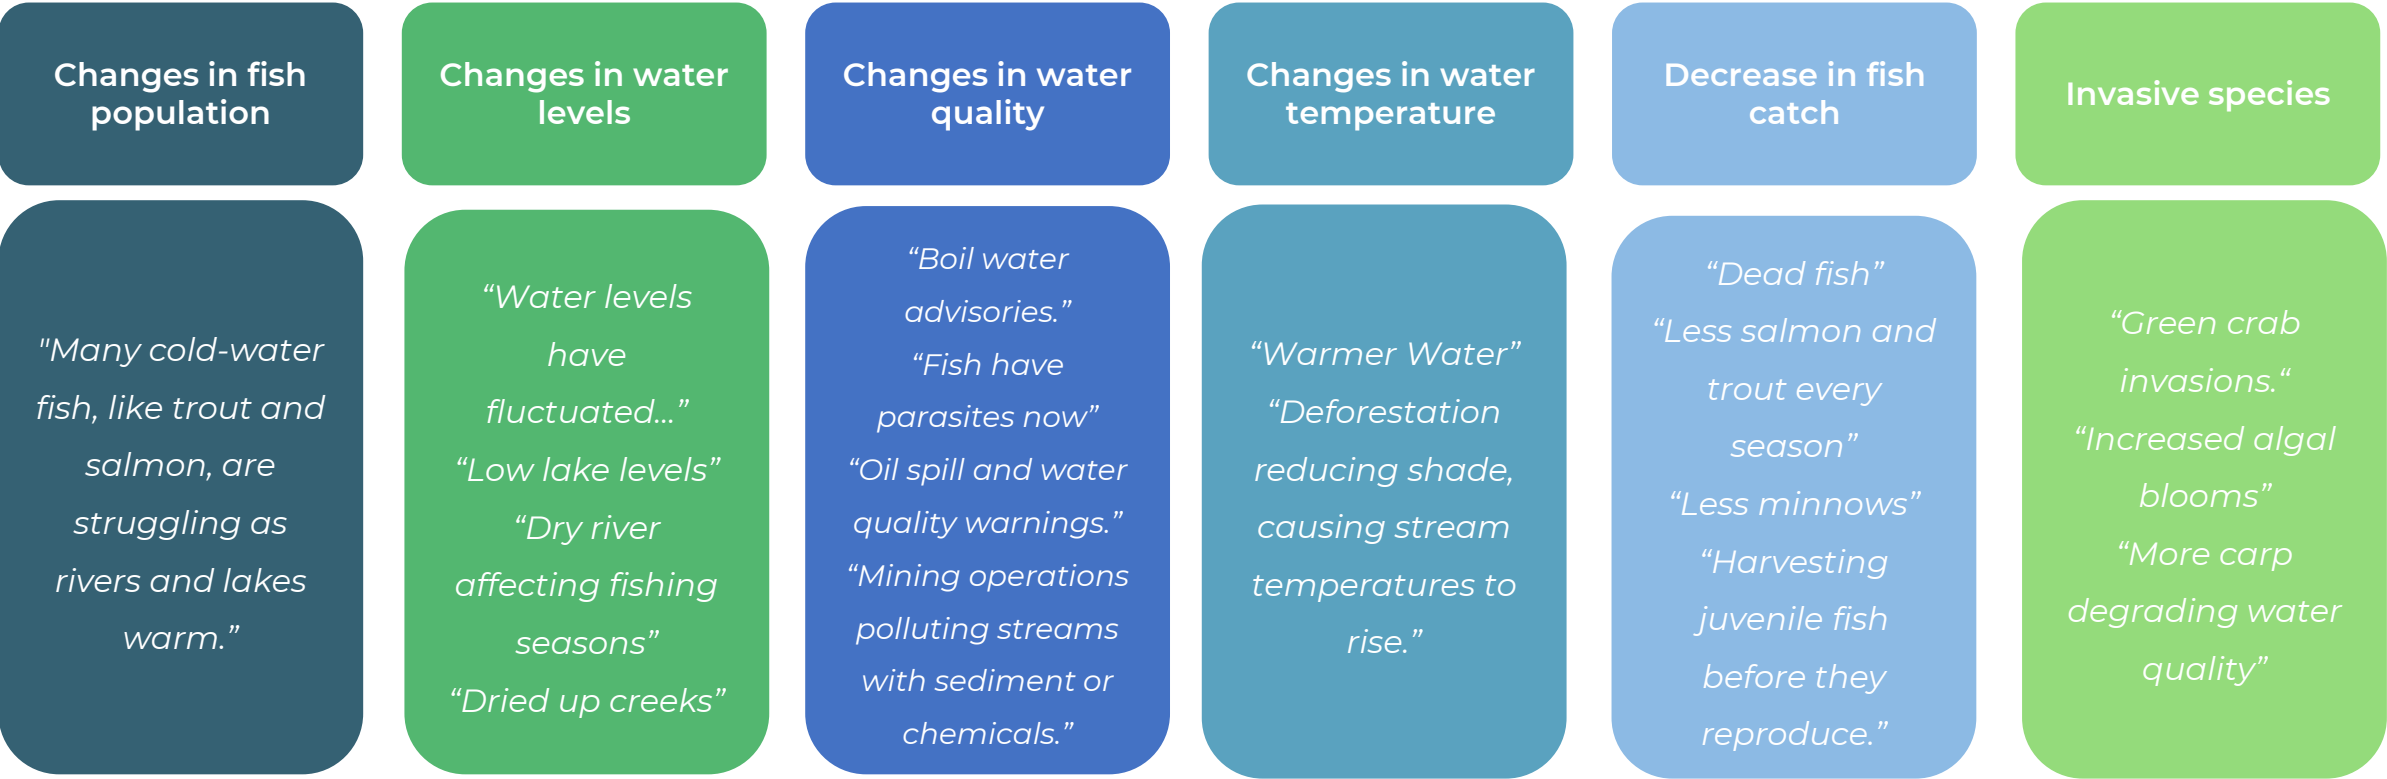 Changes in fish
population
"Many cold-water
fish, like trout and
salmon, are
struggling as
rivers and lakes
warm.”
Changes in water
levels
“Water levels
have
fluctuated...”
“Low lake levels”
“Dry river
affecting fishing
seasons”
“Dried up creeks”
Changes in water
quality
“Boil water
advisories.”
“Fish have
parasites now”
“Oil spill and water
quality warnings.”
“Mining operations
polluting streams
with sediment or
chemicals.”
Changes in water
temperature
“Warmer Water”
“Deforestation
reducing shade,
causing stream
temperatures to
rise.”
Decrease in fish
catch
“Dead fish”
“Less salmon and
trout every
season”
“Less minnows”
“Harvesting
juvenile fish
before they
reproduce.”
Invasive species
“Green crab
invasions.“
“Increased algal
blooms”
“More carp
degrading water
quality”